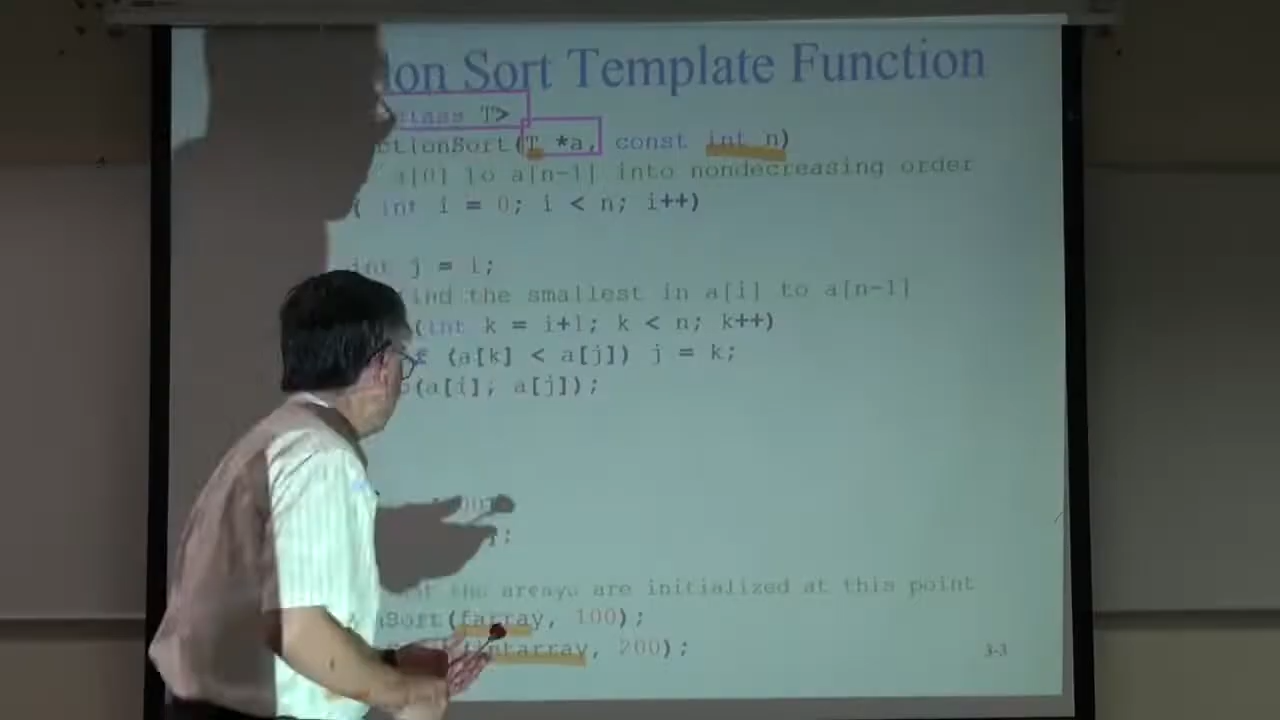 ion Sort Template Function
class T>
ctionSort(T *a, const int n)
a[0] to a[n-1] into nondecreasing order
( int i = 0; i < n; i++)
int j = i;
ind the smallest in a[i] to a[n-1]
(int k = i+1; k < n; k++)
if (a[k] < a[j]) j = k;
(a[i], a[j]);
];
the arrays are initialized at this point
Sort(farray, 100);
(intarray, 200);
3-3